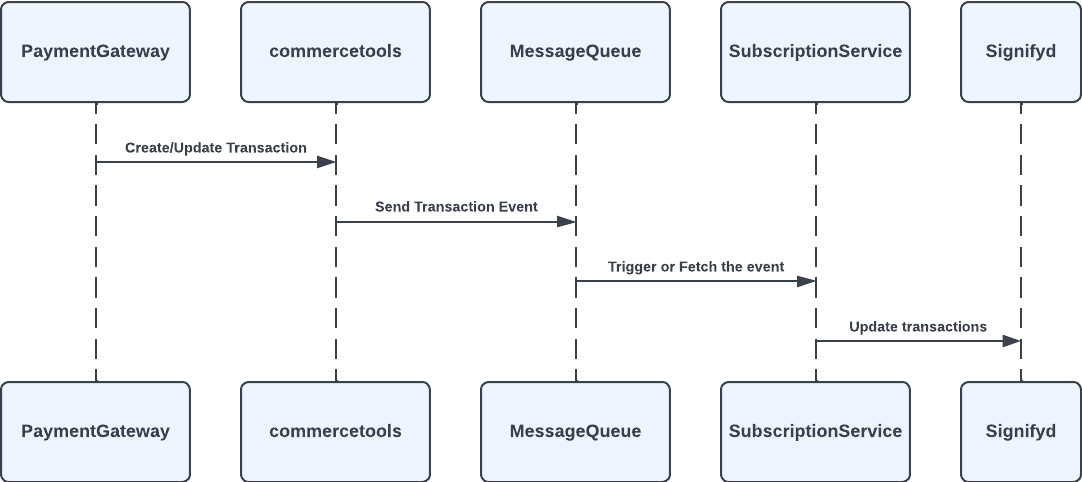 PaymentGateway
commercetools
MessageQueue
SubscriptionService
Signifyd
Create/Update Transaction
Send Transaction Event
Trigger or Fetch the event
Update transactions
PaymentGateway
commercetools
MessageQueue
SubscriptionService
Signifyd